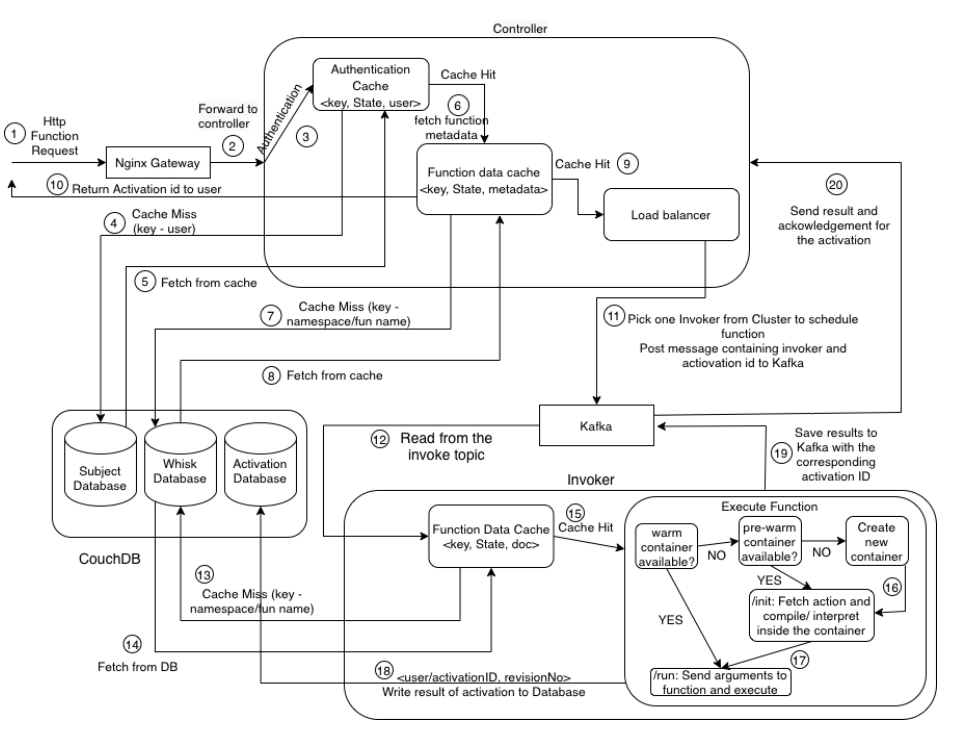 Controller
Authentication
Cache
<key, State, user>
Cache Hit
6
fetch function
metadata
Authentication
3
Forward to
controller
2
1
Http
Function
Request
Nginx Gateway
Function data cache
<key, State, metadata>
Cache Hit
9
Load balancer
10
Return Activation id to user
4
Cache Miss
(key - user)
5
Fetch from cache
7
Cache Miss (key -
namespace/fun name)
8
Fetch from cache
20
Send result and
ackowledgement for
the activation
11
Pick one Invoker from Cluster to schedule
function
Post message containing invoker and
actiovation id to Kafka
Kafka
12
Read from the
invoke topic
19
Save results to
Kafka with the
corresponding
activation ID
Subject
Database
Whisk
Database
Activation
Database
CouchDB
Invoker
Function Data Cache
<key, State, doc>
15
Cache Hit
Execute Function
warm
container
available?
NO
pre-warm
container
available?
NO
Create
new
container
YES
16
/init: Fetch action and
compile/ interpret
inside the container
YES
17
/run: Send arguments to
function and execute
13
Cache Miss (key -
namespace/fun name)
14
Fetch from DB
18
<user/activationID, revisionNo>
Write result of activation to Database